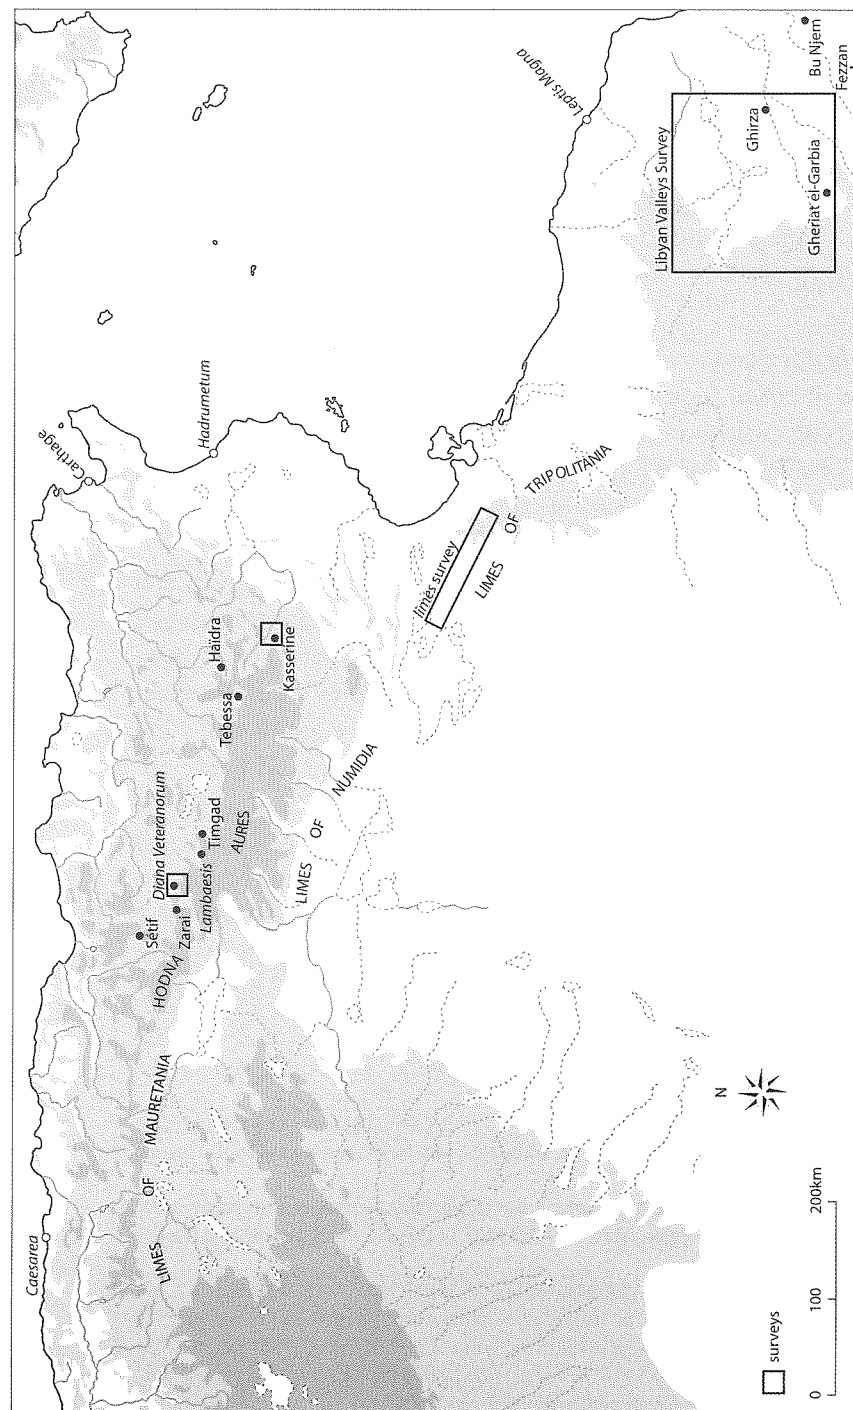 Caesarea
Carthage
Hadrumetum
Leptis Magna
LIMES OF MAURETANIA
HODNA
Sétif
Zarai
Diana Veteranorum
Lambaesis
Timgad
AURES
Tebessa
Haïdra
Kasserine
LIMES OF NUMIDIA
limes survey
LIMES OF TRIPOLITANIA
Libyan Valleys Survey
Ghirza
Gheriat el-Garbia
Bu Njem
Fezzan
N
surveys
0 100 200km